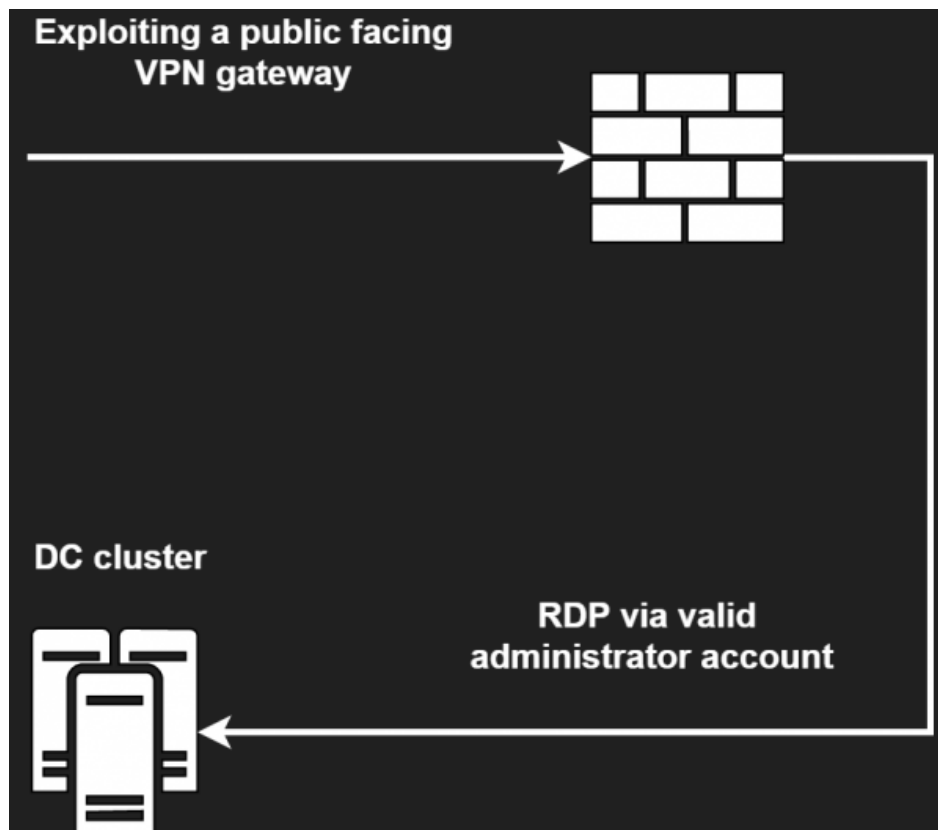 Exploiting a public facing
VPN gateway
DC cluster
RDP via valid
administrator account